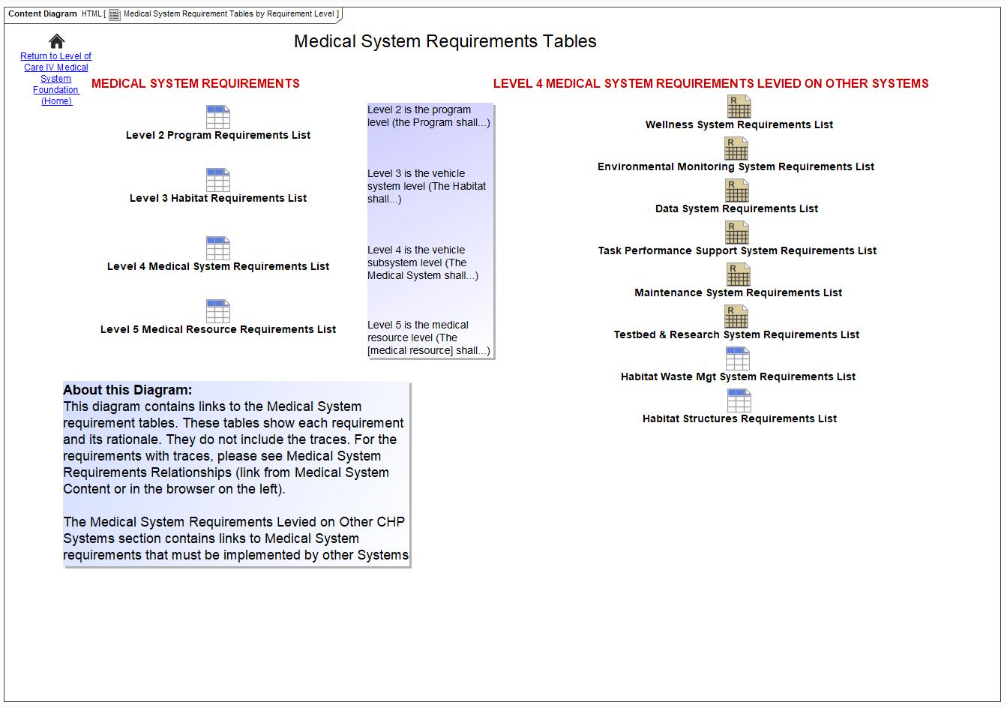 Content Diagram HTML [ Medical System Requirement Tables by Requirement Level ]
Medical System Requirements Tables
Return to Level of
Care IV Medical
System
Foundation
(Home)
MEDICAL SYSTEM REQUIREMENTS
Level 2 Program Requirements List
Level 3 Habitat Requirements List
Level 4 Medical System Requirements List
Level 5 Medical Resource Requirements List
Level 2 is the program
level (the Program shall...)
Level 3 is the vehicle
system level (The Habitat
shall...)
Level 4 is the vehicle
subsystem level (The
Medical System shall...)
Level 5 is the medical
resource level (The
[medical resource] shall...)
LEVEL 4 MEDICAL SYSTEM REQUIREMENTS LEVIED ON OTHER SYSTEMS
R
Wellness System Requirements List
R
Environmental Monitoring System Requirements List
R
Data System Requirements List
R
Task Performance Support System Requirements List
R
Maintenance System Requirements List
R
Testbed & Research System Requirements List
Habitat Waste Mgt System Requirements List
Habitat Structures Requirements List
About this Diagram:
This diagram contains links to the Medical System
requirement tables. These tables show each requirement
and its rationale. They do not include the traces. For the
requirements with traces, please see Medical System
Requirements Relationships (link from Medical System
Content or in the browser on the left).
The Medical System Requirements Levied on Other CHP
Systems section contains links to Medical System
requirements that must be implemented by other Systems